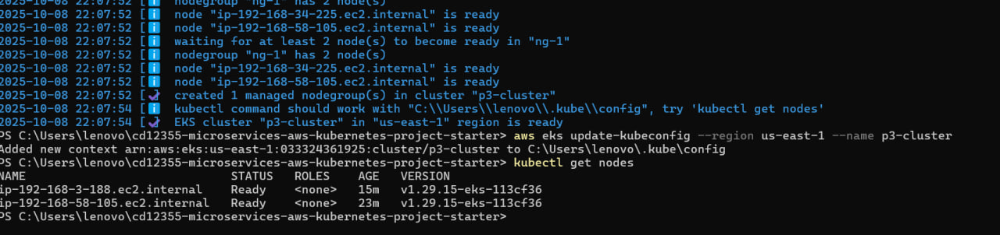 2025-10-08 22:07:52 [ℹ]  nodegroup "ng-1" has 2 node(s)
2025-10-08 22:07:52 [ℹ]  node "ip-192-168-34-225.ec2.internal" is ready
2025-10-08 22:07:52 [ℹ]  node "ip-192-168-58-105.ec2.internal" is ready
2025-10-08 22:07:52 [ℹ]  waiting for at least 2 node(s) to become ready in "ng-1"
2025-10-08 22:07:52 [ℹ]  nodegroup "ng-1" has 2 node(s)
2025-10-08 22:07:52 [ℹ]  node "ip-192-168-34-225.ec2.internal" is ready
2025-10-08 22:07:52 [ℹ]  node "ip-192-168-58-105.ec2.internal" is ready
2025-10-08 22:07:52 [✔]  created 1 managed nodegroup(s) in cluster "p3-cluster"
2025-10-08 22:07:54 [ℹ]  kubectl command should work with "C:\\Users\\lenovo\\.kube\\config", try 'kubectl get nodes'
2025-10-08 22:07:54 [✔]  EKS cluster "p3-cluster" in "us-east-1" region is ready
PS C:\Users\lenovo\cd12355-microservices-aws-kubernetes-project-starter> aws eks update-kubeconfig --region us-east-1 --name p3-cluster
Added new context arn:aws:eks:us-east-1:033324361925:cluster/p3-cluster to C:\Users\lenovo\.kube\config
PS C:\Users\lenovo\cd12355-microservices-aws-kubernetes-project-starter> kubectl get nodes
NAME                             STATUS   ROLES    AGE   VERSION
ip-192-168-3-188.ec2.internal    Ready    <none>   15m   v1.29.15-eks-113cf36
ip-192-168-58-105.ec2.internal   Ready    <none>   23m   v1.29.15-eks-113cf36
PS C:\Users\lenovo\cd12355-microservices-aws-kubernetes-project-starter>